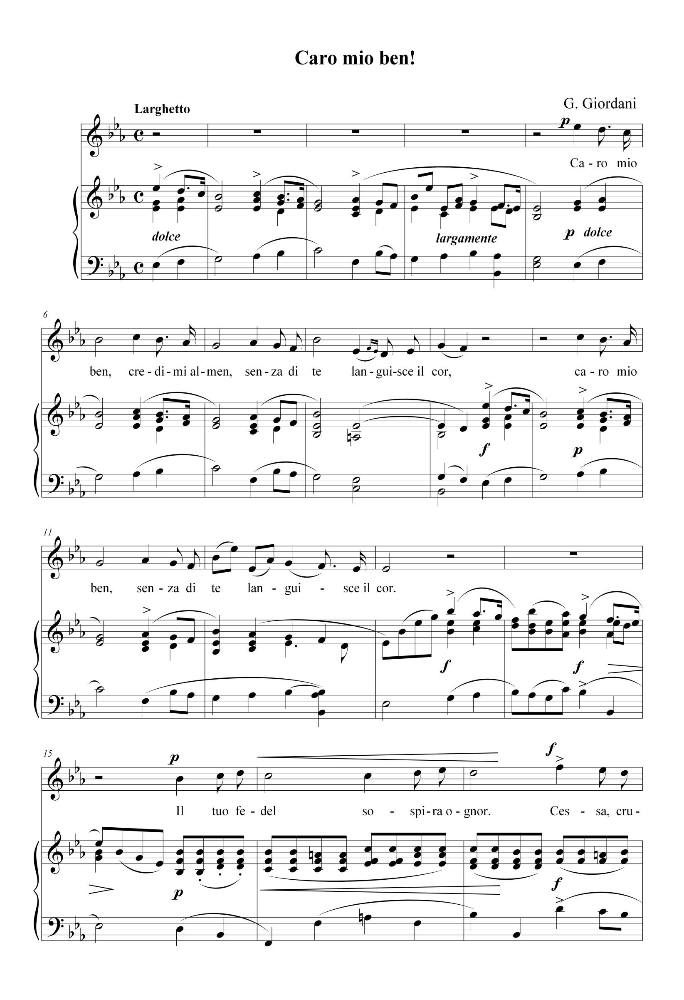 Caro mio ben!
G. Giordani
Larghetto
p
Ca - ro mio
dolce
largamente
p dolce
6
ben, cre - di - mi al - men, sen - za di te lan - gui - sce il cor, ca - ro mio
f p
11
ben, sen - za di te lan - gui - sce il cor.
f f
15
p f
Il tuo fe - del so - spi - ra o - gnor. Ces - sa, cru -
p f